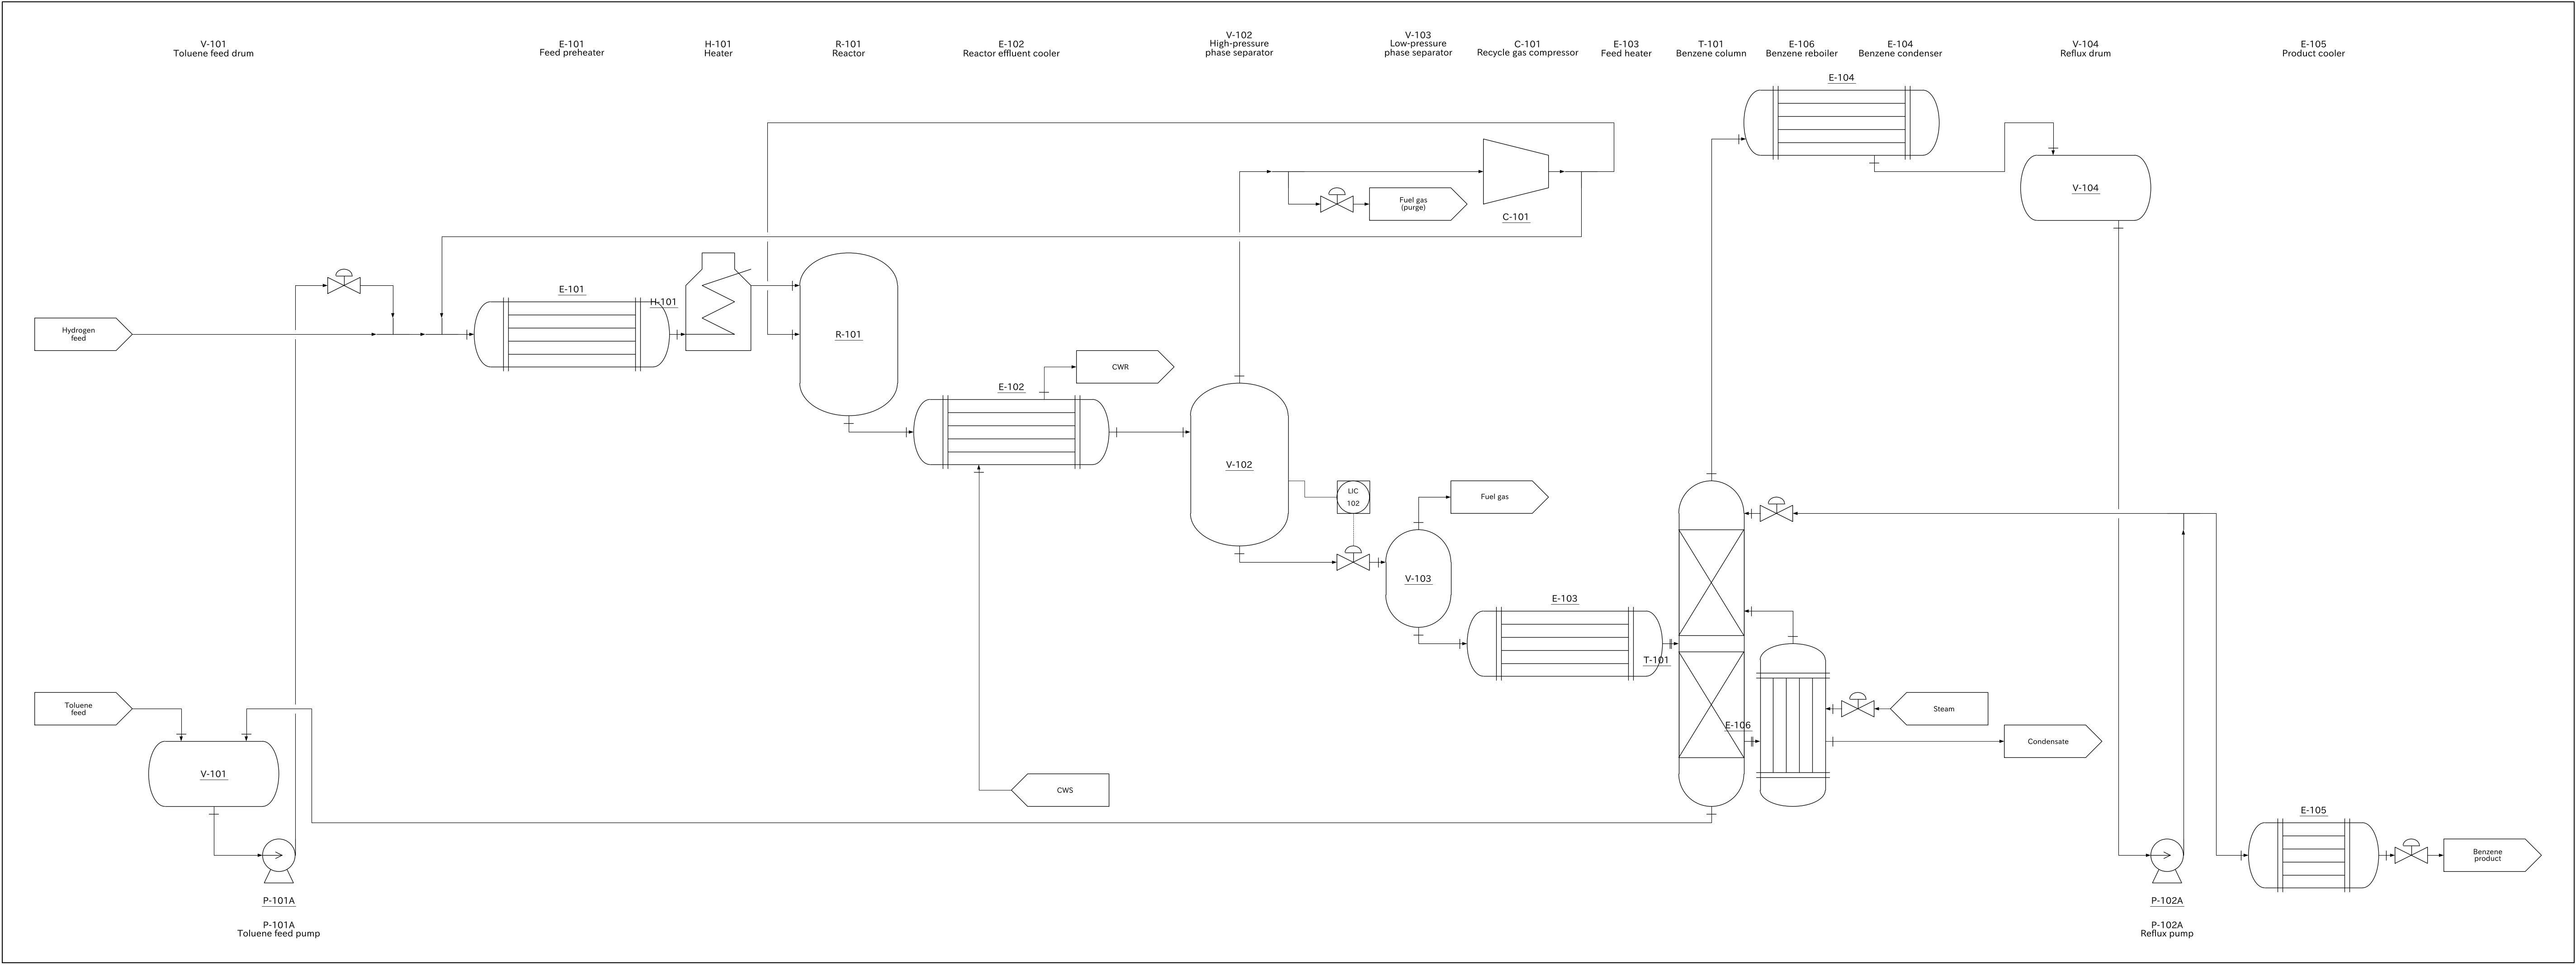 V-101
Toluene feed drum
E-101
Feed preheater
H-101
Heater
R-101
Reactor
E-102
Reactor effluent cooler
V-102
High-pressure
phase separator
V-103
Low-pressure
phase separator
C-101
Recycle gas compressor
E-103
Feed heater
T-101
Benzene column
E-106
Benzene reboiler
E-104
Benzene condenser
V-104
Reflux drum
E-105
Product cooler
E-104
V-104
Fuel gas
(purge)
C-101
E-101
H-101
Hydrogen
feed
R-101
CWR
E-102
V-102
LIC
102
Fuel gas
V-103
E-103
T-101
Toluene
feed
Steam
E-106
Condensate
V-101
CWS
E-105
Benzene
product
P-101A
P-101A
Toluene feed pump
P-102A
P-102A
Reflux pump